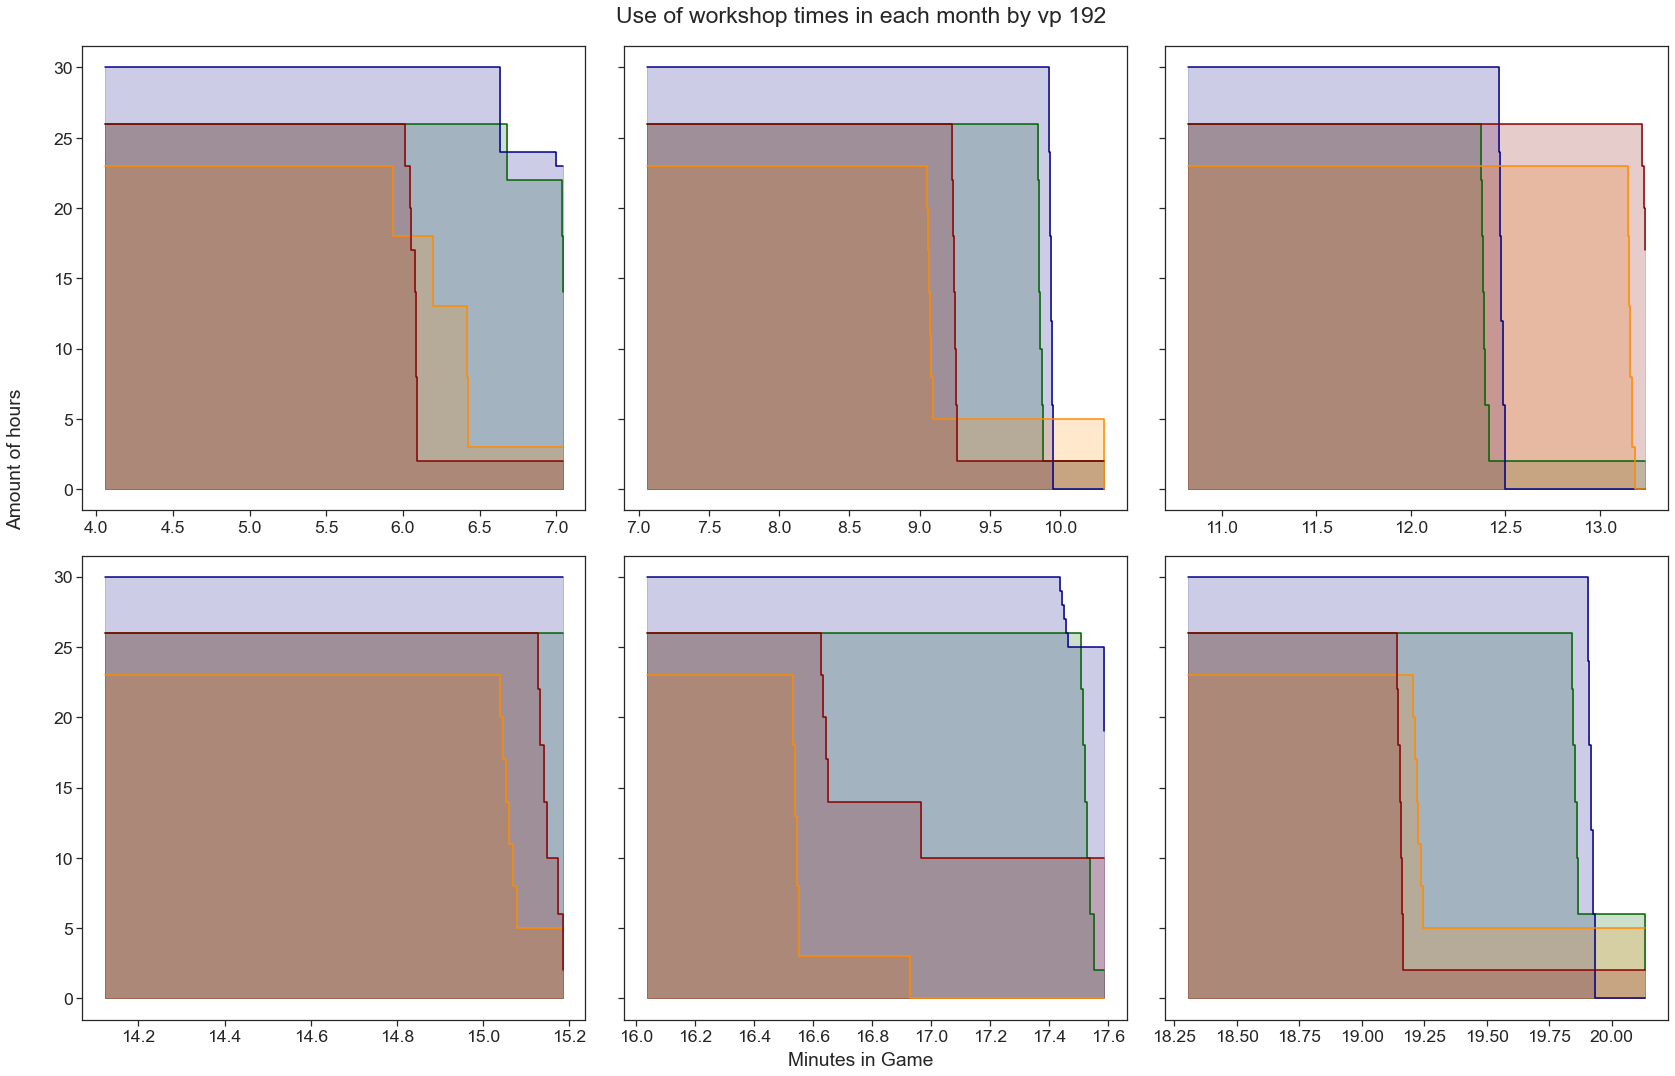 Use of workshop times in each month by vp 192
Amount of hours
30
25
20
15
10
5
0
4.0 4.5 5.0 5.5 6.0 6.5 7.0
7.0 7.5 8.0 8.5 9.0 9.5 10.0
11.0 11.5 12.0 12.5 13.0
30
25
20
15
10
5
0
14.2 14.4 14.6 14.8 15.0 15.2
16.0 16.2 16.4 16.6 16.8 17.0 17.2 17.4 17.6
18.25 18.50 18.75 19.00 19.25 19.50 19.75 20.00
Minutes in Game